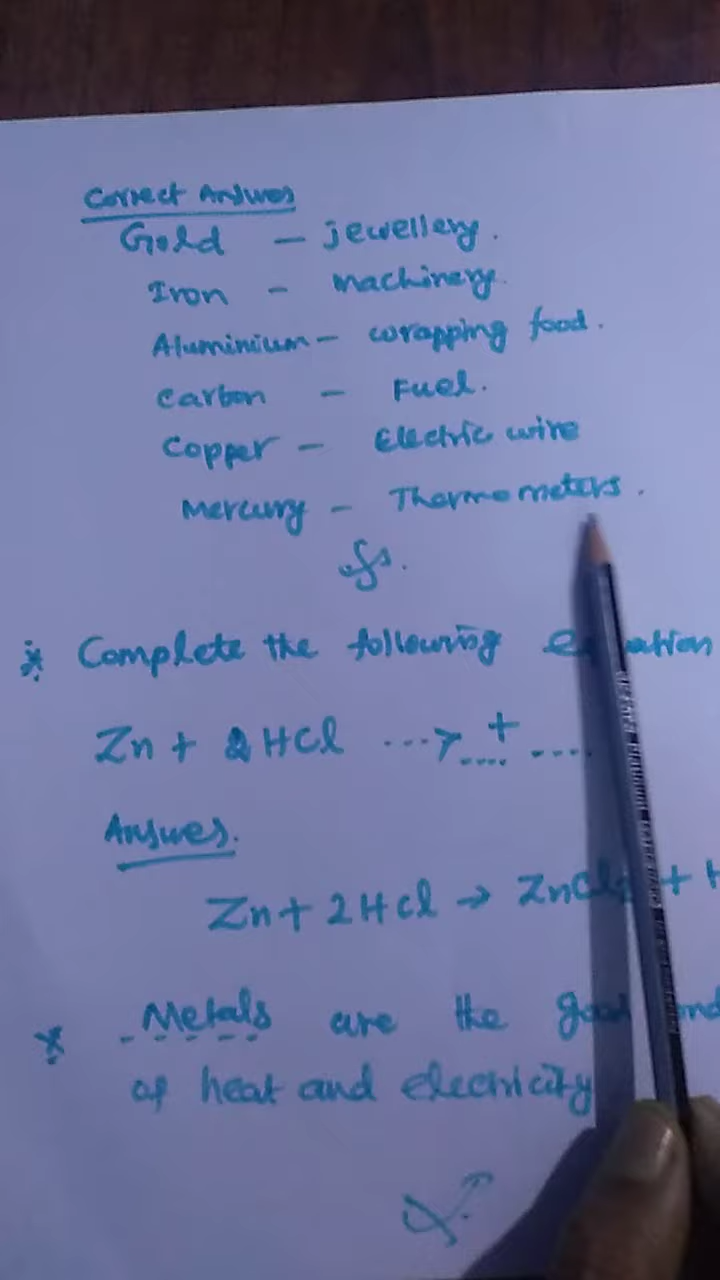 Correct Answer
Gold — jewellery.
Iron — Machinery.
Aluminium — wrapping food.
Carbon — Fuel.
Copper — Electric wire
Mercury — Thermometers.
* Complete the following
Zn + 2HCl ...> .... + ....
Answer.
Zn + 2HCl → ZnCl + H
* Metals are the
of heat and electricity